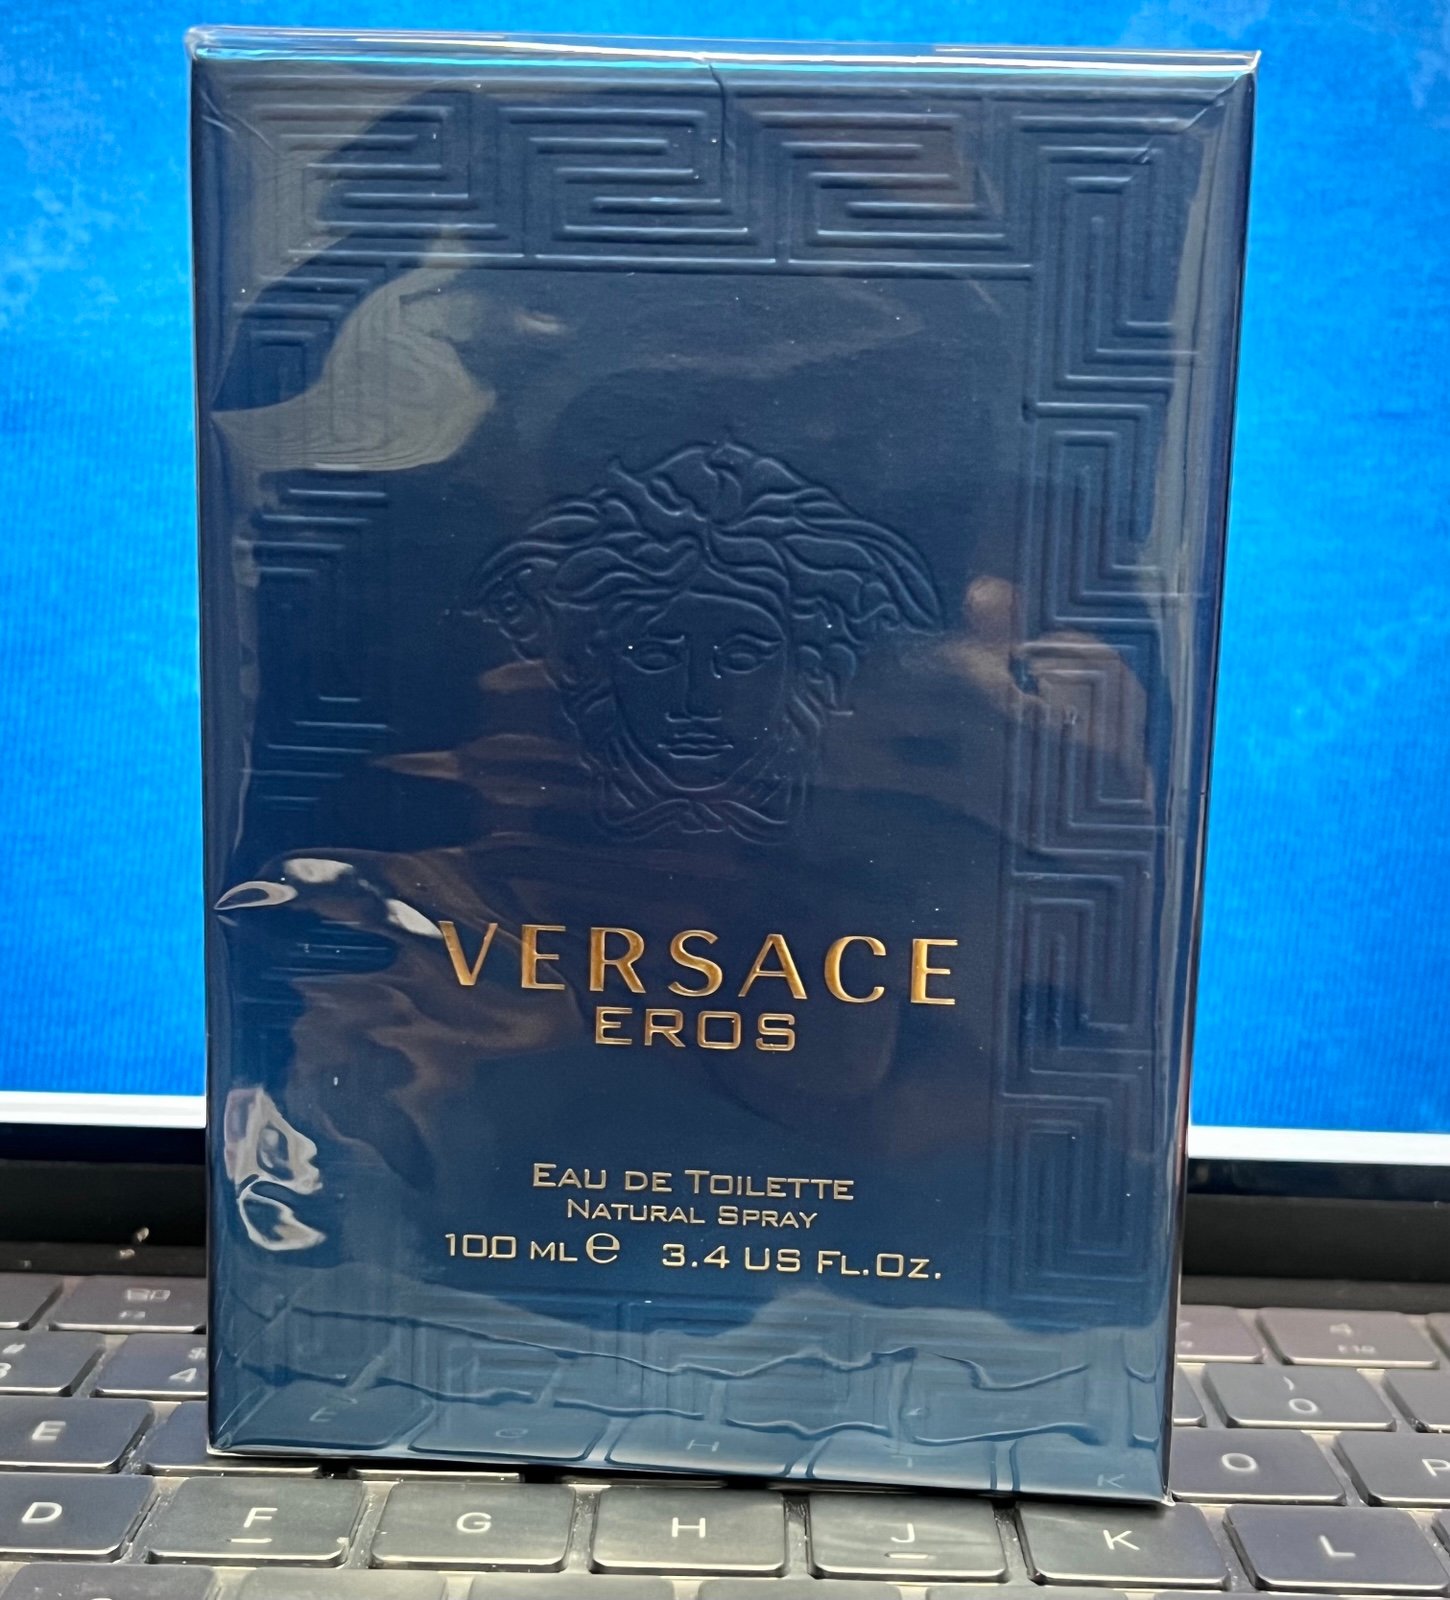 VERSACE
EROS
EAU DE TOILETTE
NATURAL SPRAY
100 ML e 3.4 US FL.OZ.
E
O
P
D
F
G
H
J
K
L